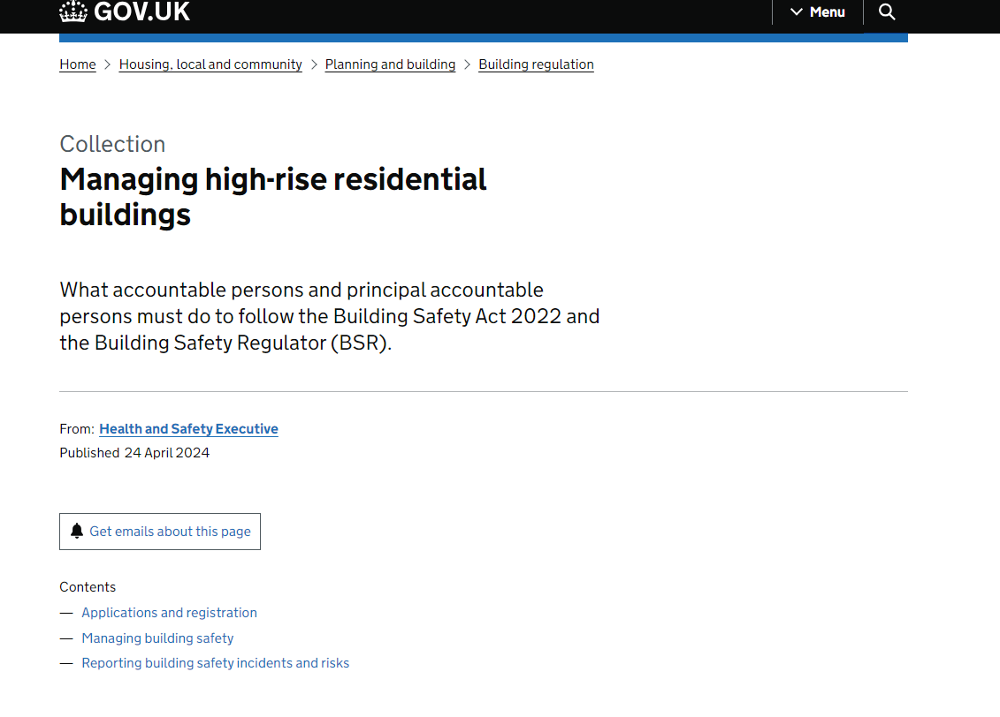 GOV.UK
Menu
Home > Housing, local and community > Planning and building > Building regulation
Collection
Managing high-rise residential
buildings
What accountable persons and principal accountable
persons must do to follow the Building Safety Act 2022 and
the Building Safety Regulator (BSR).
From: Health and Safety Executive
Published 24 April 2024
Get emails about this page
Contents
— Applications and registration
— Managing building safety
— Reporting building safety incidents and risks